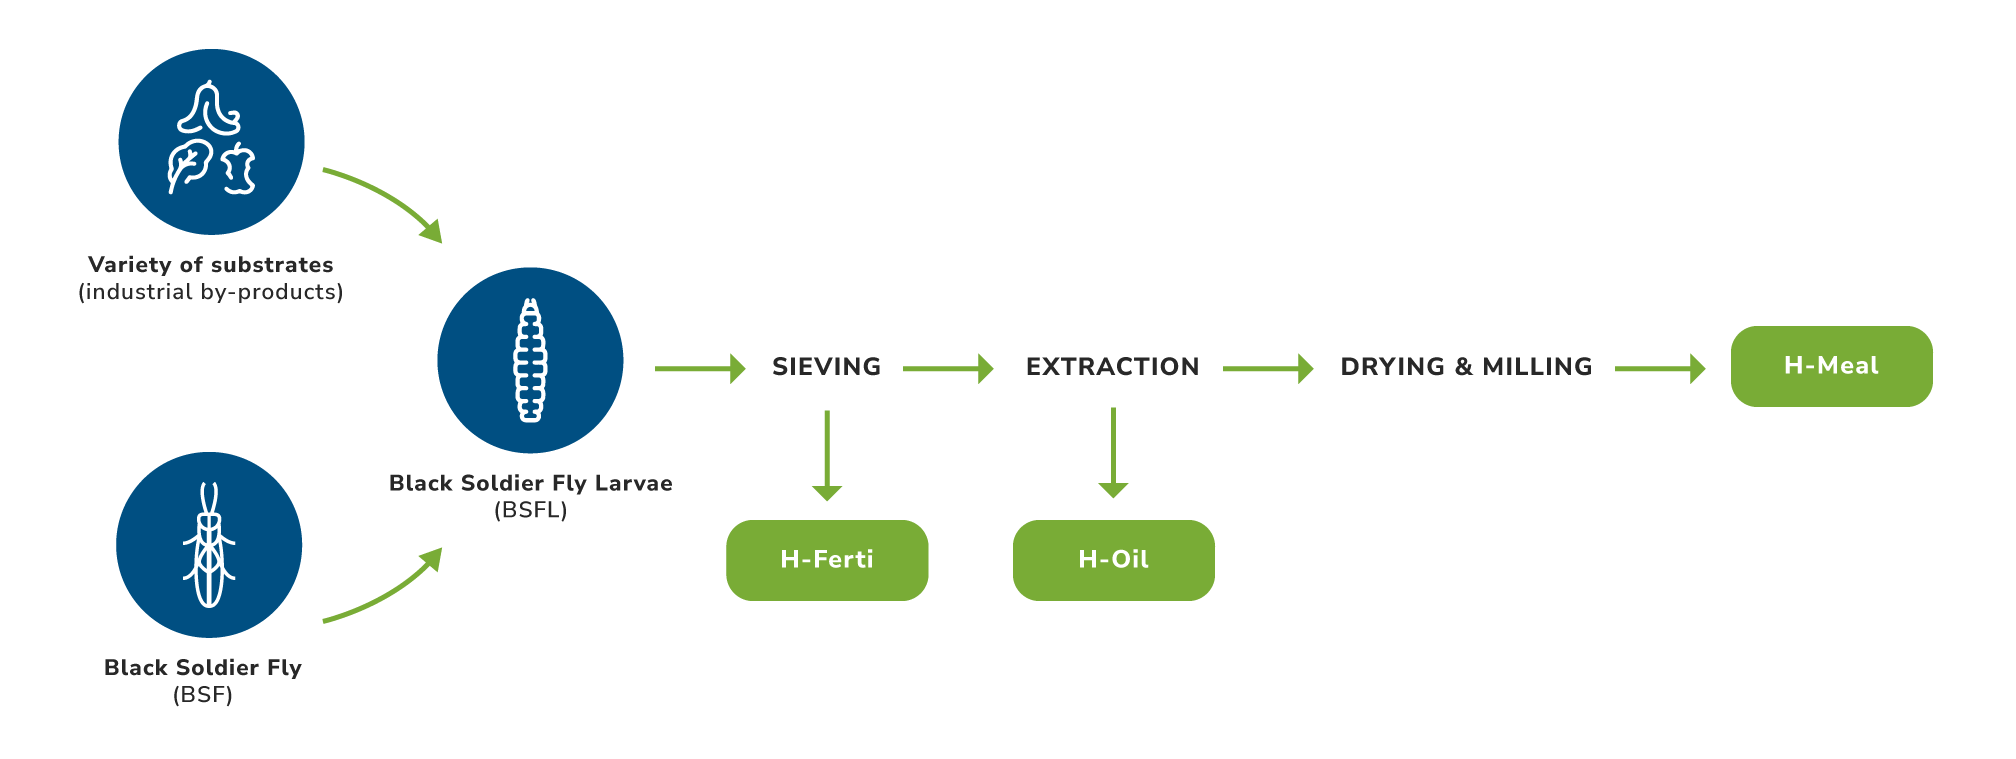 Variety of substrates
(industrial by-products)
Black Soldier Fly Larvae
(BSFL)
Black Soldier Fly
(BSF)
SIEVING
EXTRACTION
DRYING & MILLING
H-Meal
H-Ferti
H-Oil